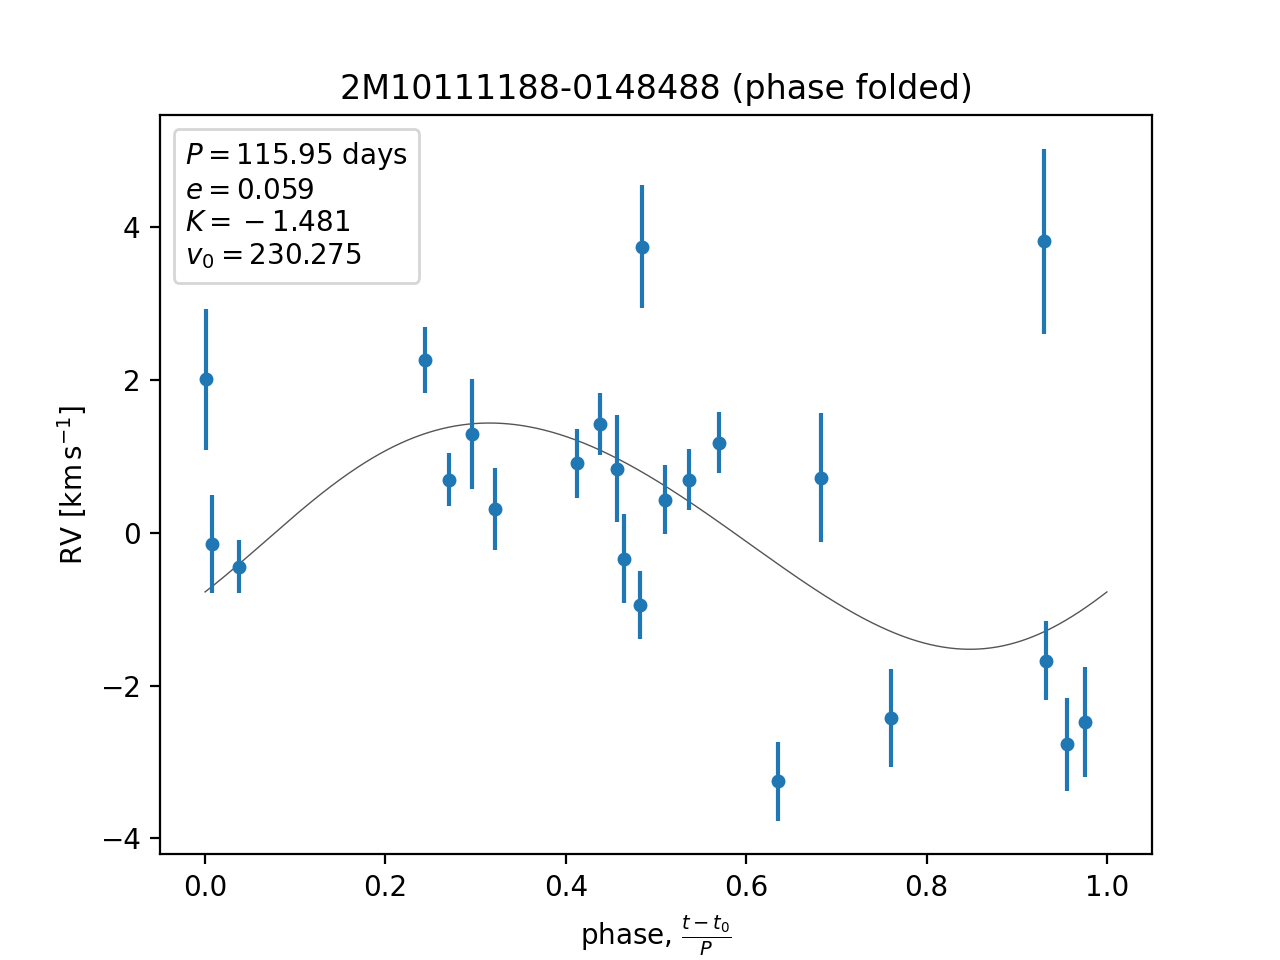 2M10111188-0148488 (phase folded)
P = 115.95 days
e = 0.059
K = − 1.481
v₀ = 230.275
4
2
0
−2
−4
RV [km s⁻¹]
0.0 0.2 0.4 0.6 0.8 1.0
phase, (t − t₀)/P